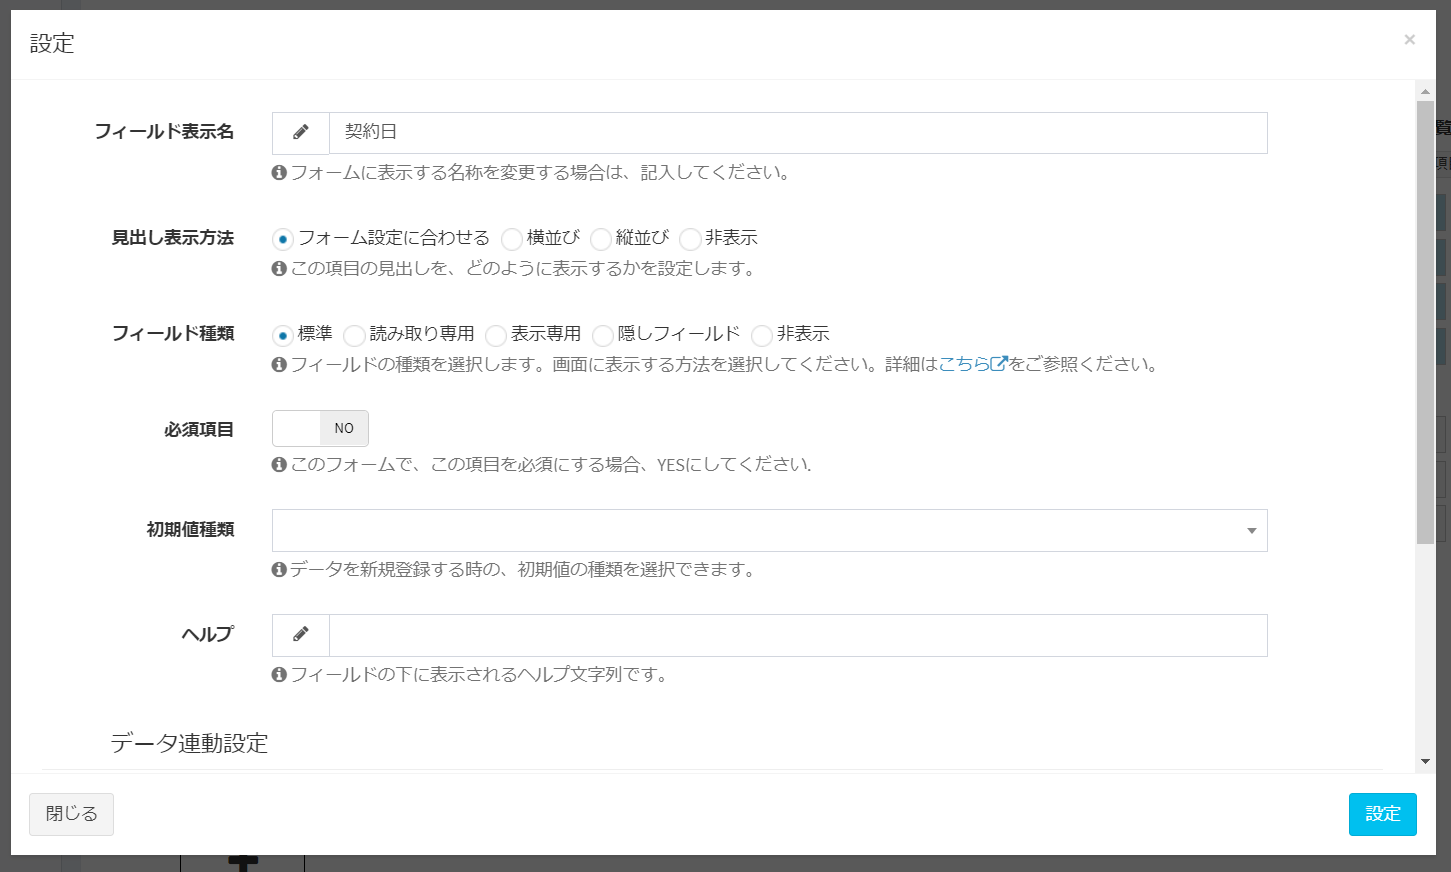 設定
×
フィールド表示名
契約日
フォームに表示する名称を変更する場合は、記入してください。
見出し表示方法
フォーム設定に合わせる 横並び 縦並び 非表示
この項目の見出しを、どのように表示するかを設定します。
フィールド種類
標準 読み取り専用 表示専用 隠しフィールド 非表示
フィールドの種類を選択します。画面に表示する方法を選択してください。詳細はこちらをご参照ください。
必須項目
NO
このフォームで、この項目を必須にする場合、YESにしてください.
初期値種類
データを新規登録する時の、初期値の種類を選択できます。
ヘルプ
フィールドの下に表示されるヘルプ文字列です。
データ連動設定
閉じる
設定